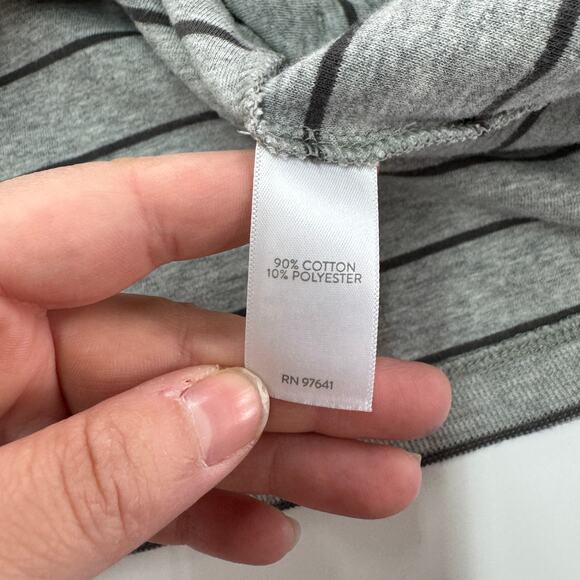 90% COTTON
10% POLYESTER
RN 97641